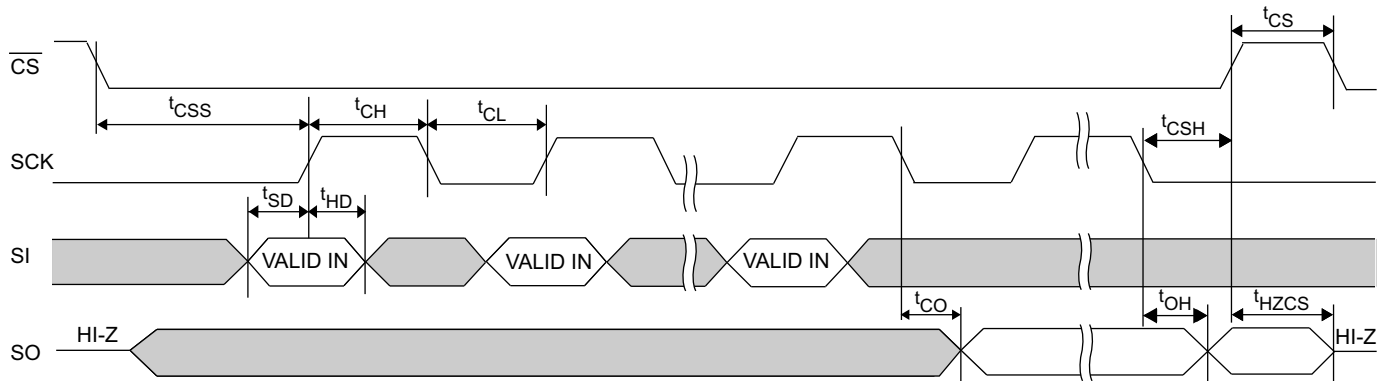 tCS
CS
tCSS
tCH
tCL
tCSH
SCK
tSD
tHD
SI
VALID IN
VALID IN
VALID IN
tCO
tOH
tHZCS
HI-Z
HI-Z
SO